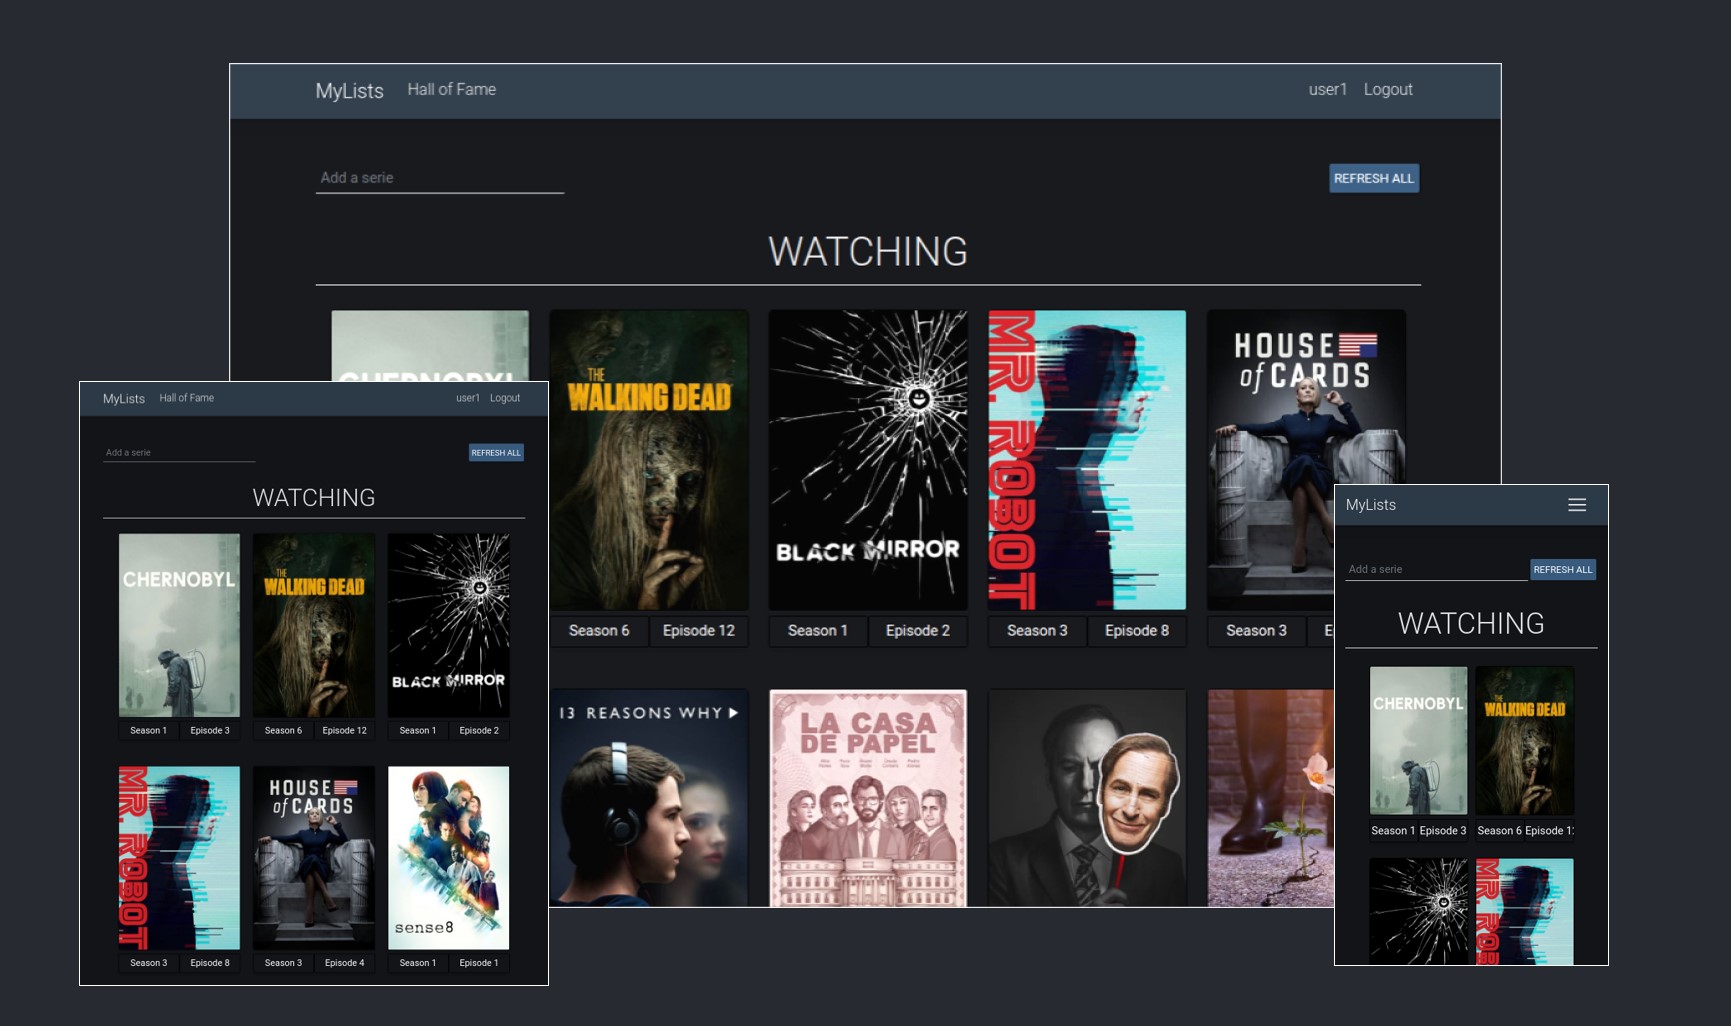 MyLists Hall of Fame user1 Logout
Add a serie REFRESH ALL
WATCHING
CHERNOBYL
THE
WALKING DEAD
BLACK MIRROR
MR. ROBOT
HOUSE
of CARDS
Season 6 Episode 12 Season 1 Episode 2 Season 3 Episode 8 Season 3
13 REASONS WHY
LA CASA
DE PAPEL
MyLists Hall of Fame user1 Logout
Add a serie REFRESH ALL
WATCHING
CHERNOBYL
THE
WALKING DEAD
BLACK MIRROR
Season 1 Episode 3 Season 6 Episode 12 Season 1 Episode 2
MR. ROBOT
HOUSE
of CARDS
sense8
Season 3 Episode 8 Season 3 Episode 4 Season 1 Episode 1
MyLists
Add a serie REFRESH ALL
WATCHING
CHERNOBYL
THE
WALKING DEAD
Season 1 Episode 3 Season 6 Episode 1
MR. R